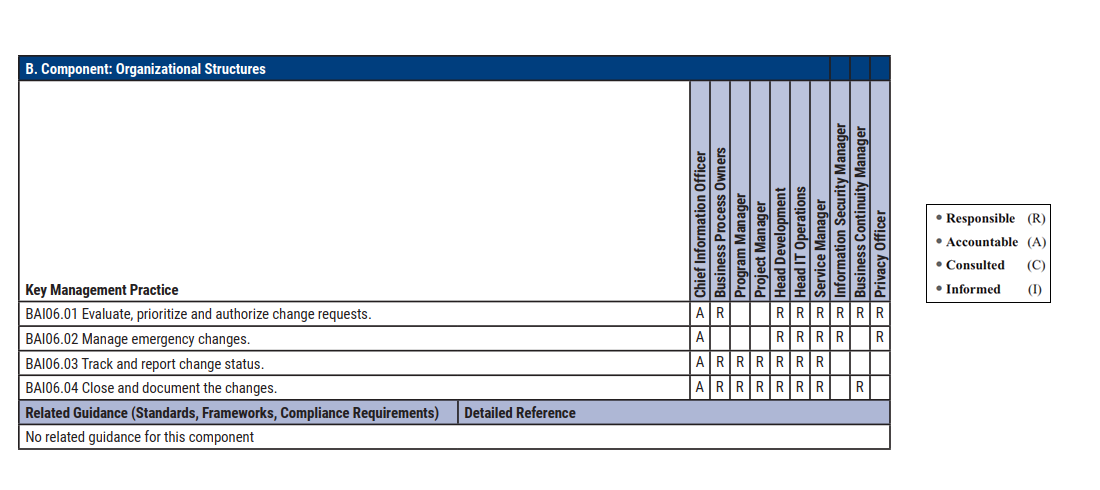 B. Component: Organizational Structures
Key Management Practice
Chief Information Officer
Business Process Owners
Program Manager
Project Manager
Head Development
Head IT Operations
Service Manager
Information Security Manager
Business Continuity Manager
Privacy Officer
BAI06.01 Evaluate, prioritize and authorize change requests. A R R R R R R R
BAI06.02 Manage emergency changes. A R R R R R
BAI06.03 Track and report change status. A R R R R R R
BAI06.04 Close and document the changes. A R R R R R R R
Related Guidance (Standards, Frameworks, Compliance Requirements) Detailed Reference
No related guidance for this component
• Responsible (R)
• Accountable (A)
• Consulted (C)
• Informed (I)